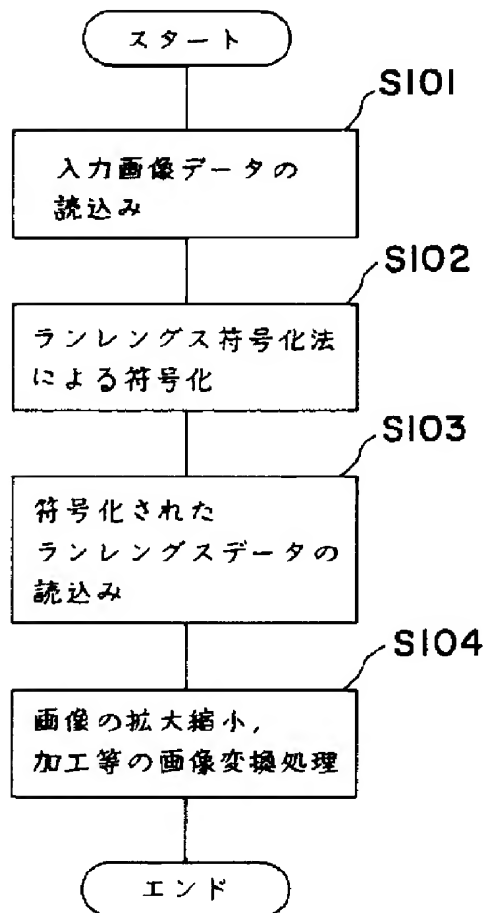 スタート
S101
入力画像データの
読込み
S102
ランレングス符号化法
による符号化
S103
符号化された
ランレングスデータの
読込み
S104
画像の拡大縮小,
加工等の画像変換処理
エンド